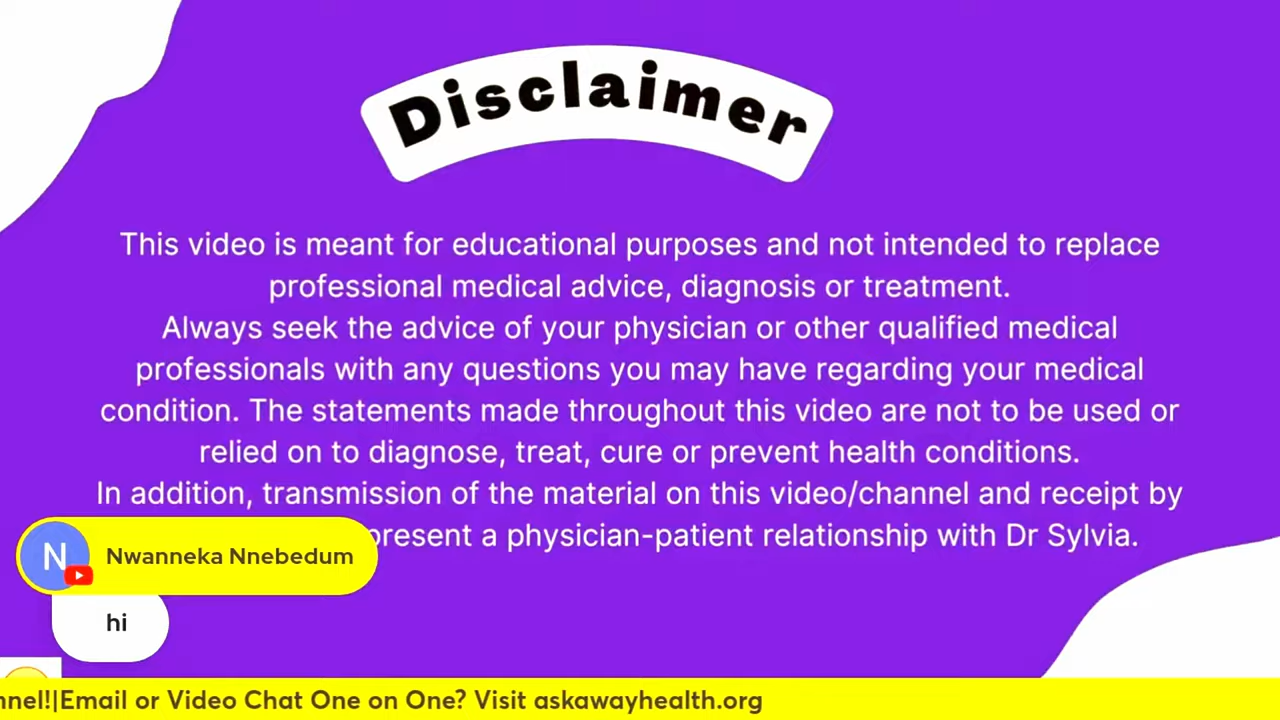 Disclaimer
This video is meant for educational purposes and not intended to replace
professional medical advice, diagnosis or treatment.
Always seek the advice of your physician or other qualified medical
professionals with any questions you may have regarding your medical
condition. The statements made throughout this video are not to be used or
relied on to diagnose, treat, cure or prevent health conditions.
In addition, transmission of the material on this video/channel and receipt by
present a physician-patient relationship with Dr Sylvia.
N Nwanneka Nnebedum
hi
nnel!|Email or Video Chat One on One? Visit askawayhealth.org